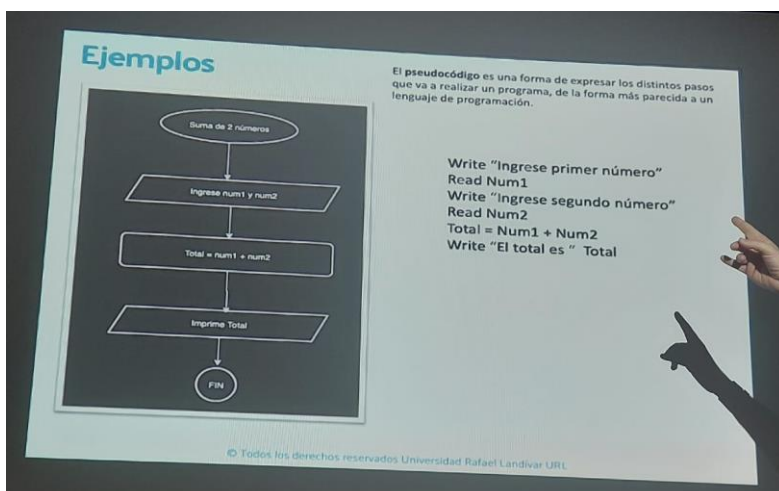 Ejemplos
El pseudocódigo es una forma de expresar los distintos pasos
que va a realizar un programa, de la forma más parecida a un
lenguaje de programación.
Suma de 2 números
Ingrese num1 y num2
Total = num1 + num2
Imprime Total
FIN
Write "Ingrese primer número"
Read Num1
Write "Ingrese segundo número"
Read Num2
Total = Num1 + Num2
Write "El total es " Total
© Todos los derechos reservados Universidad Rafael Landívar URL